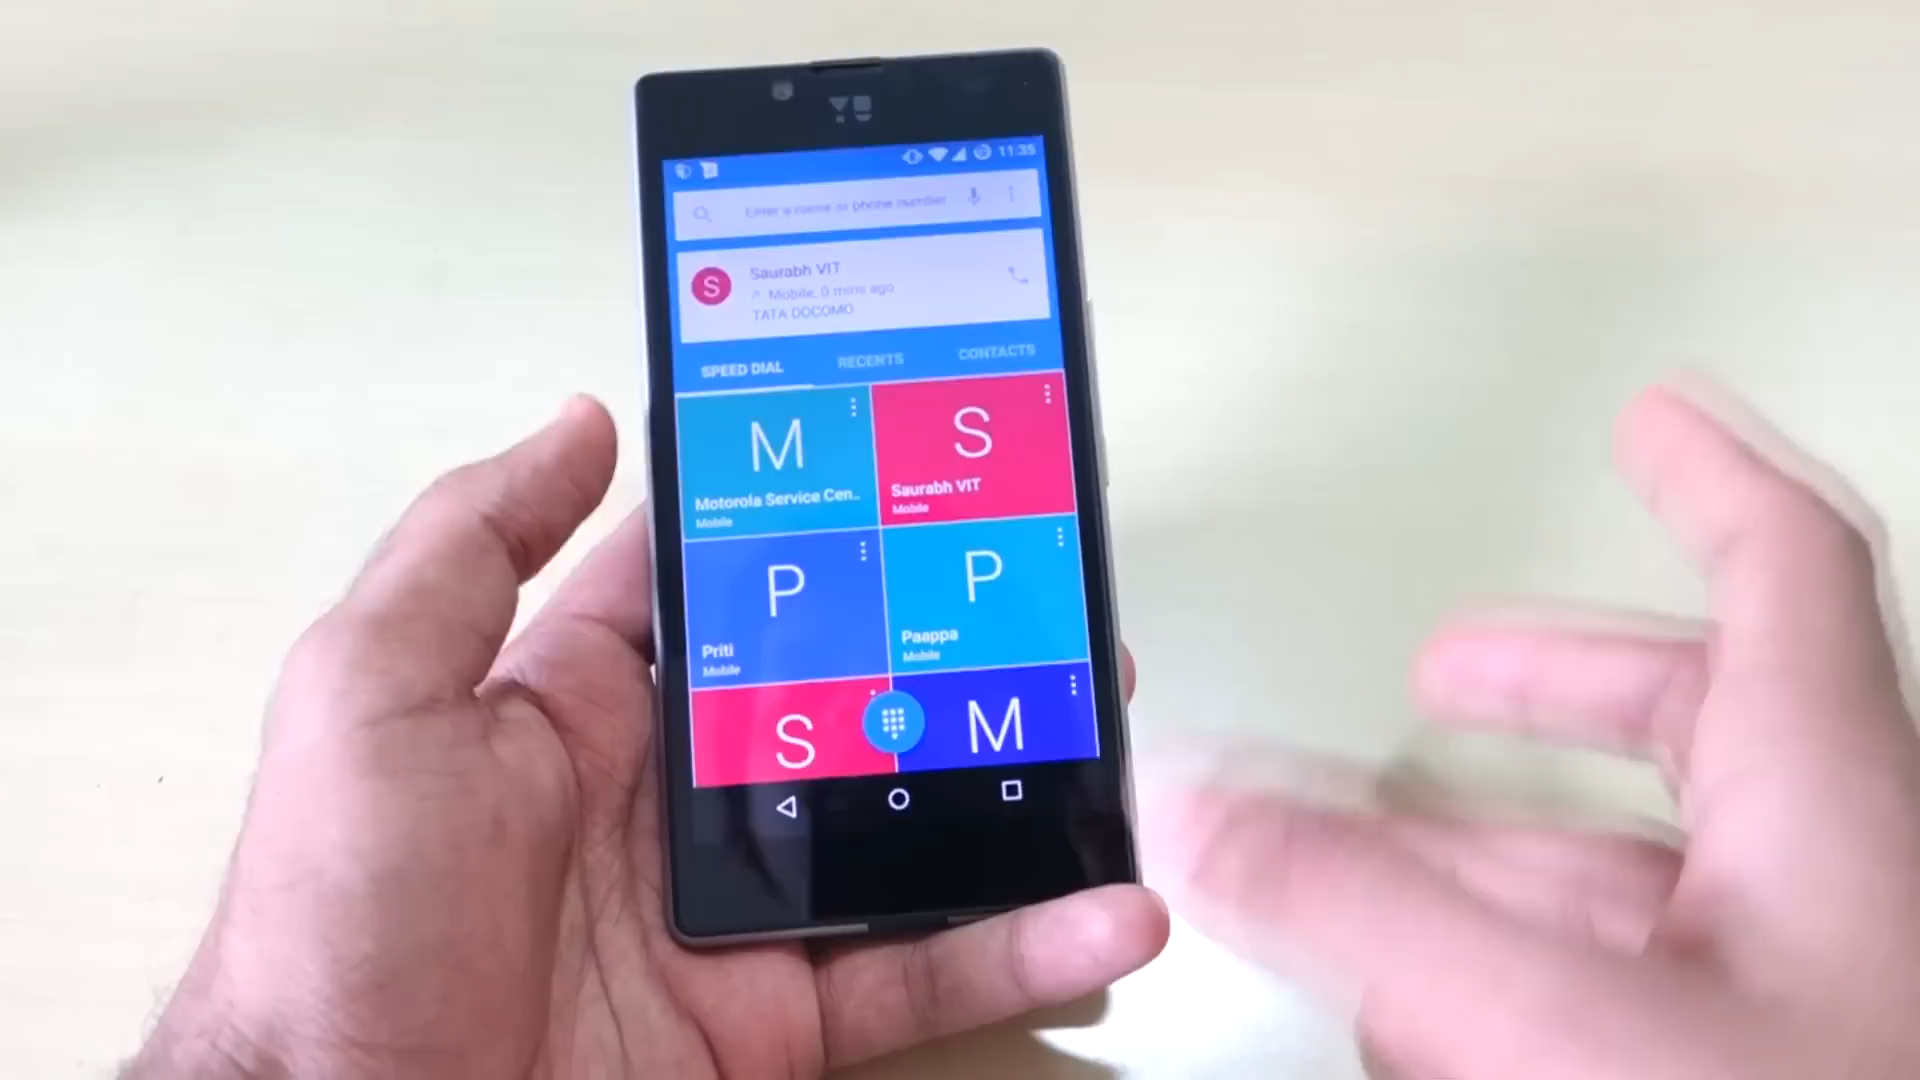 YU
11:35
Enter a name or phone number
S
Saurabh VIT
Mobile, 0 mins ago
TATA DOCOMO
SPEED DIAL RECENTS CONTACTS
M
Motorola Service Cen..
Mobile
S
Saurabh VIT
Mobile
P
Priti
Mobile
P
Paappa
Mobile
S
M